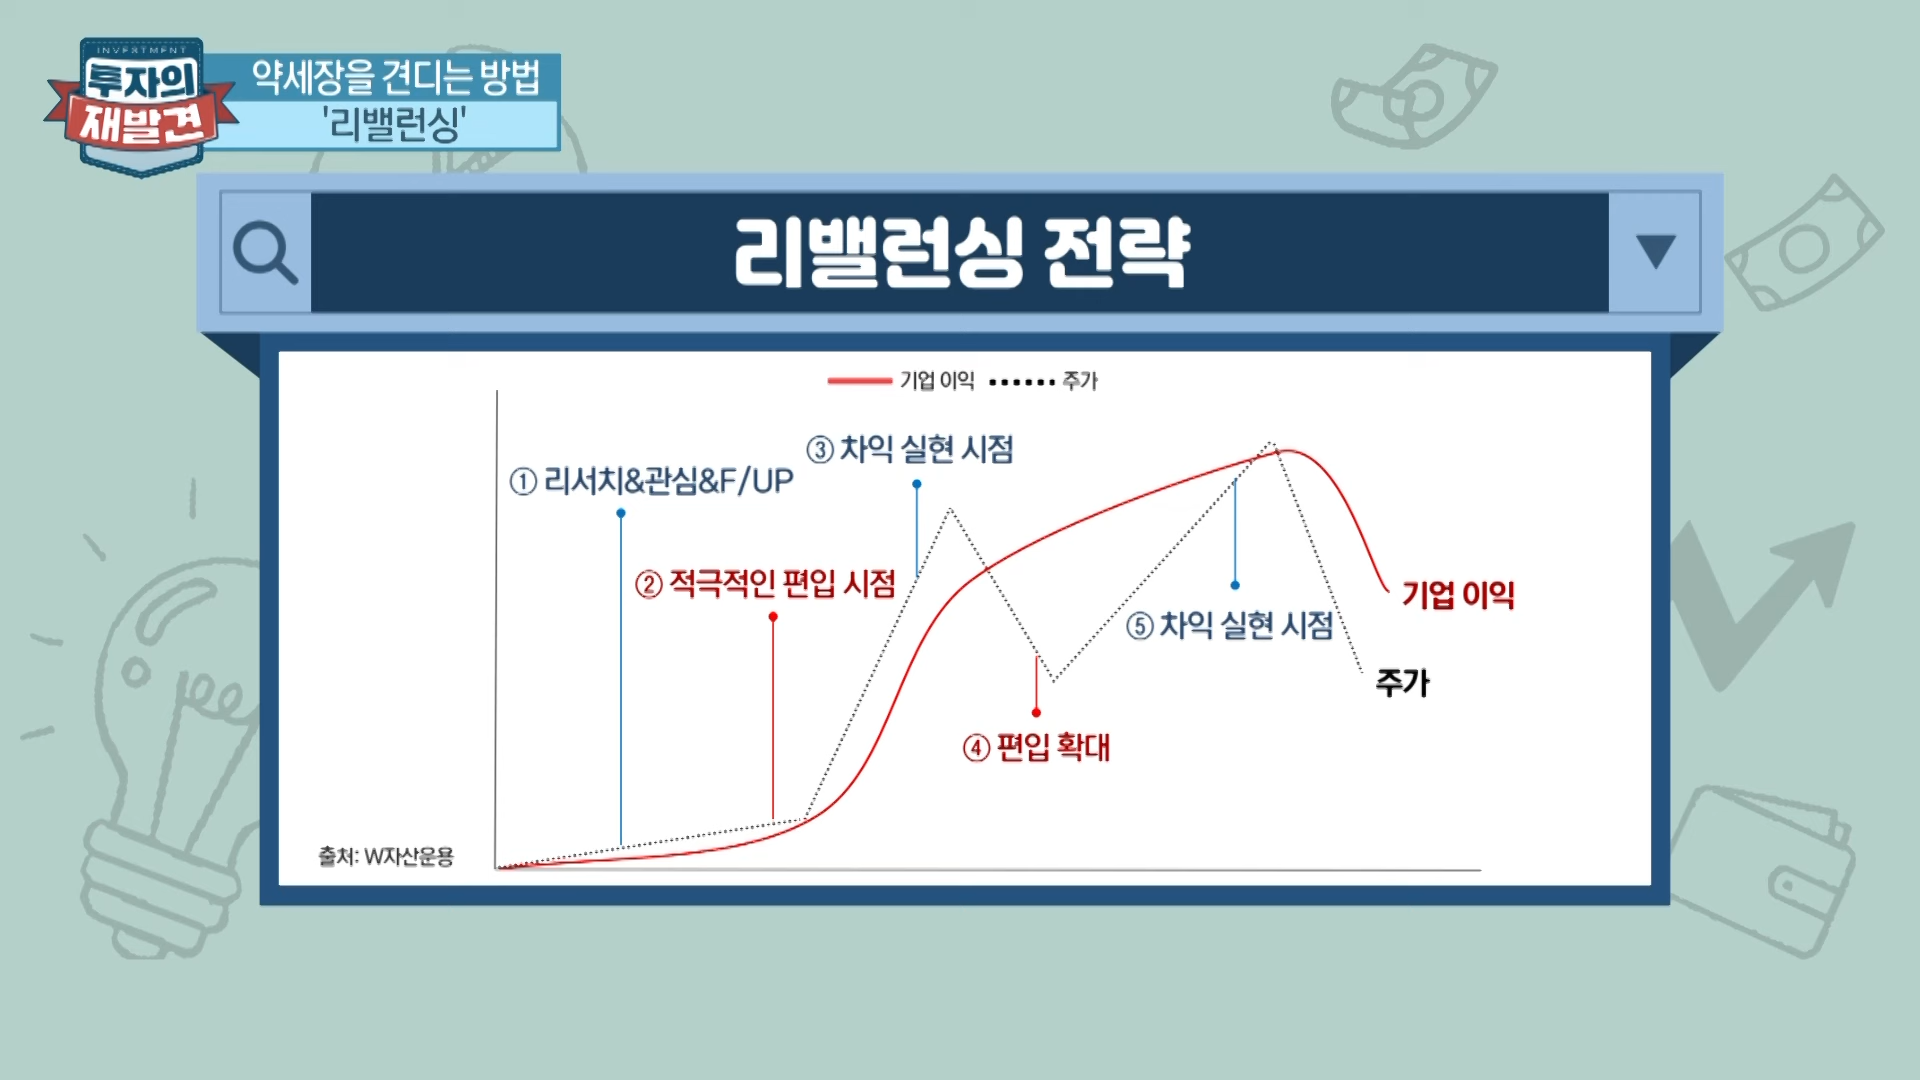 INVESTMENT
투자의
재발견
약세장을 견디는 방법
'리밸런싱'
리밸런싱 전략
기업 이익 주가
③ 차익 실현 시점
① 리서치&관심&F/UP
② 적극적인 편입 시점
기업 이익
⑤ 차익 실현 시점
주가
④ 편입 확대
출처: W자산운용